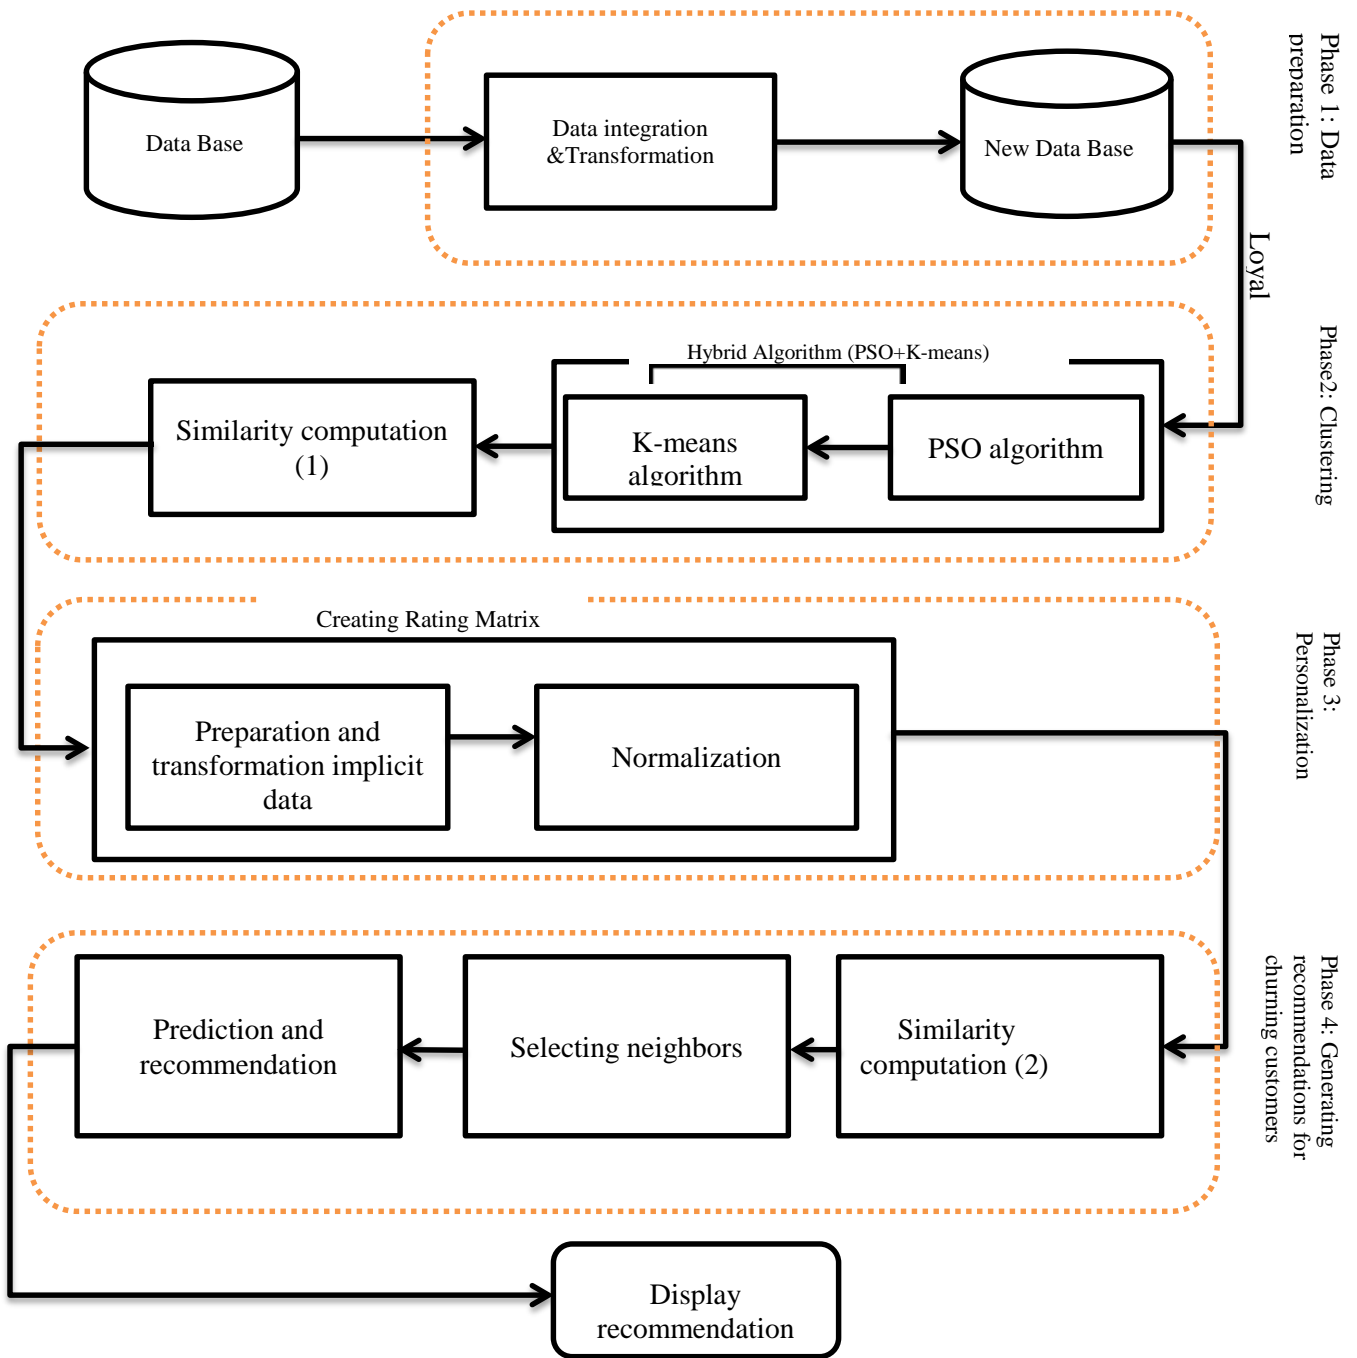 Data Base
Data integration
&Transformation
New Data Base
Phase 1: Data
preparation
Loyal
Phase2: Clustering
Hybrid Algorithm (PSO+K-means)
Similarity computation
(1)
K-means
algorithm
PSO algorithm
Creating Rating Matrix
Preparation and
transformation implicit
data
Normalization
Phase 3:
Personalization
Prediction and
recommendation
Selecting neighbors
Similarity
computation (2)
Phase 4: Generating
recommendations for
churning customers
Display
recommendation